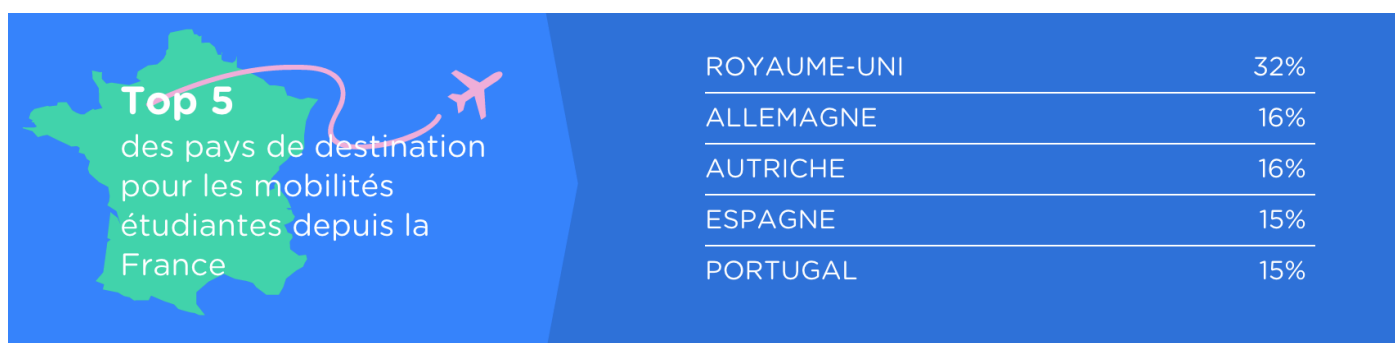 Top 5
des pays de destination
pour les mobilités
étudiantes depuis la
France
ROYAUME-UNI 32%
ALLEMAGNE 16%
AUTRICHE 16%
ESPAGNE 15%
PORTUGAL 15%